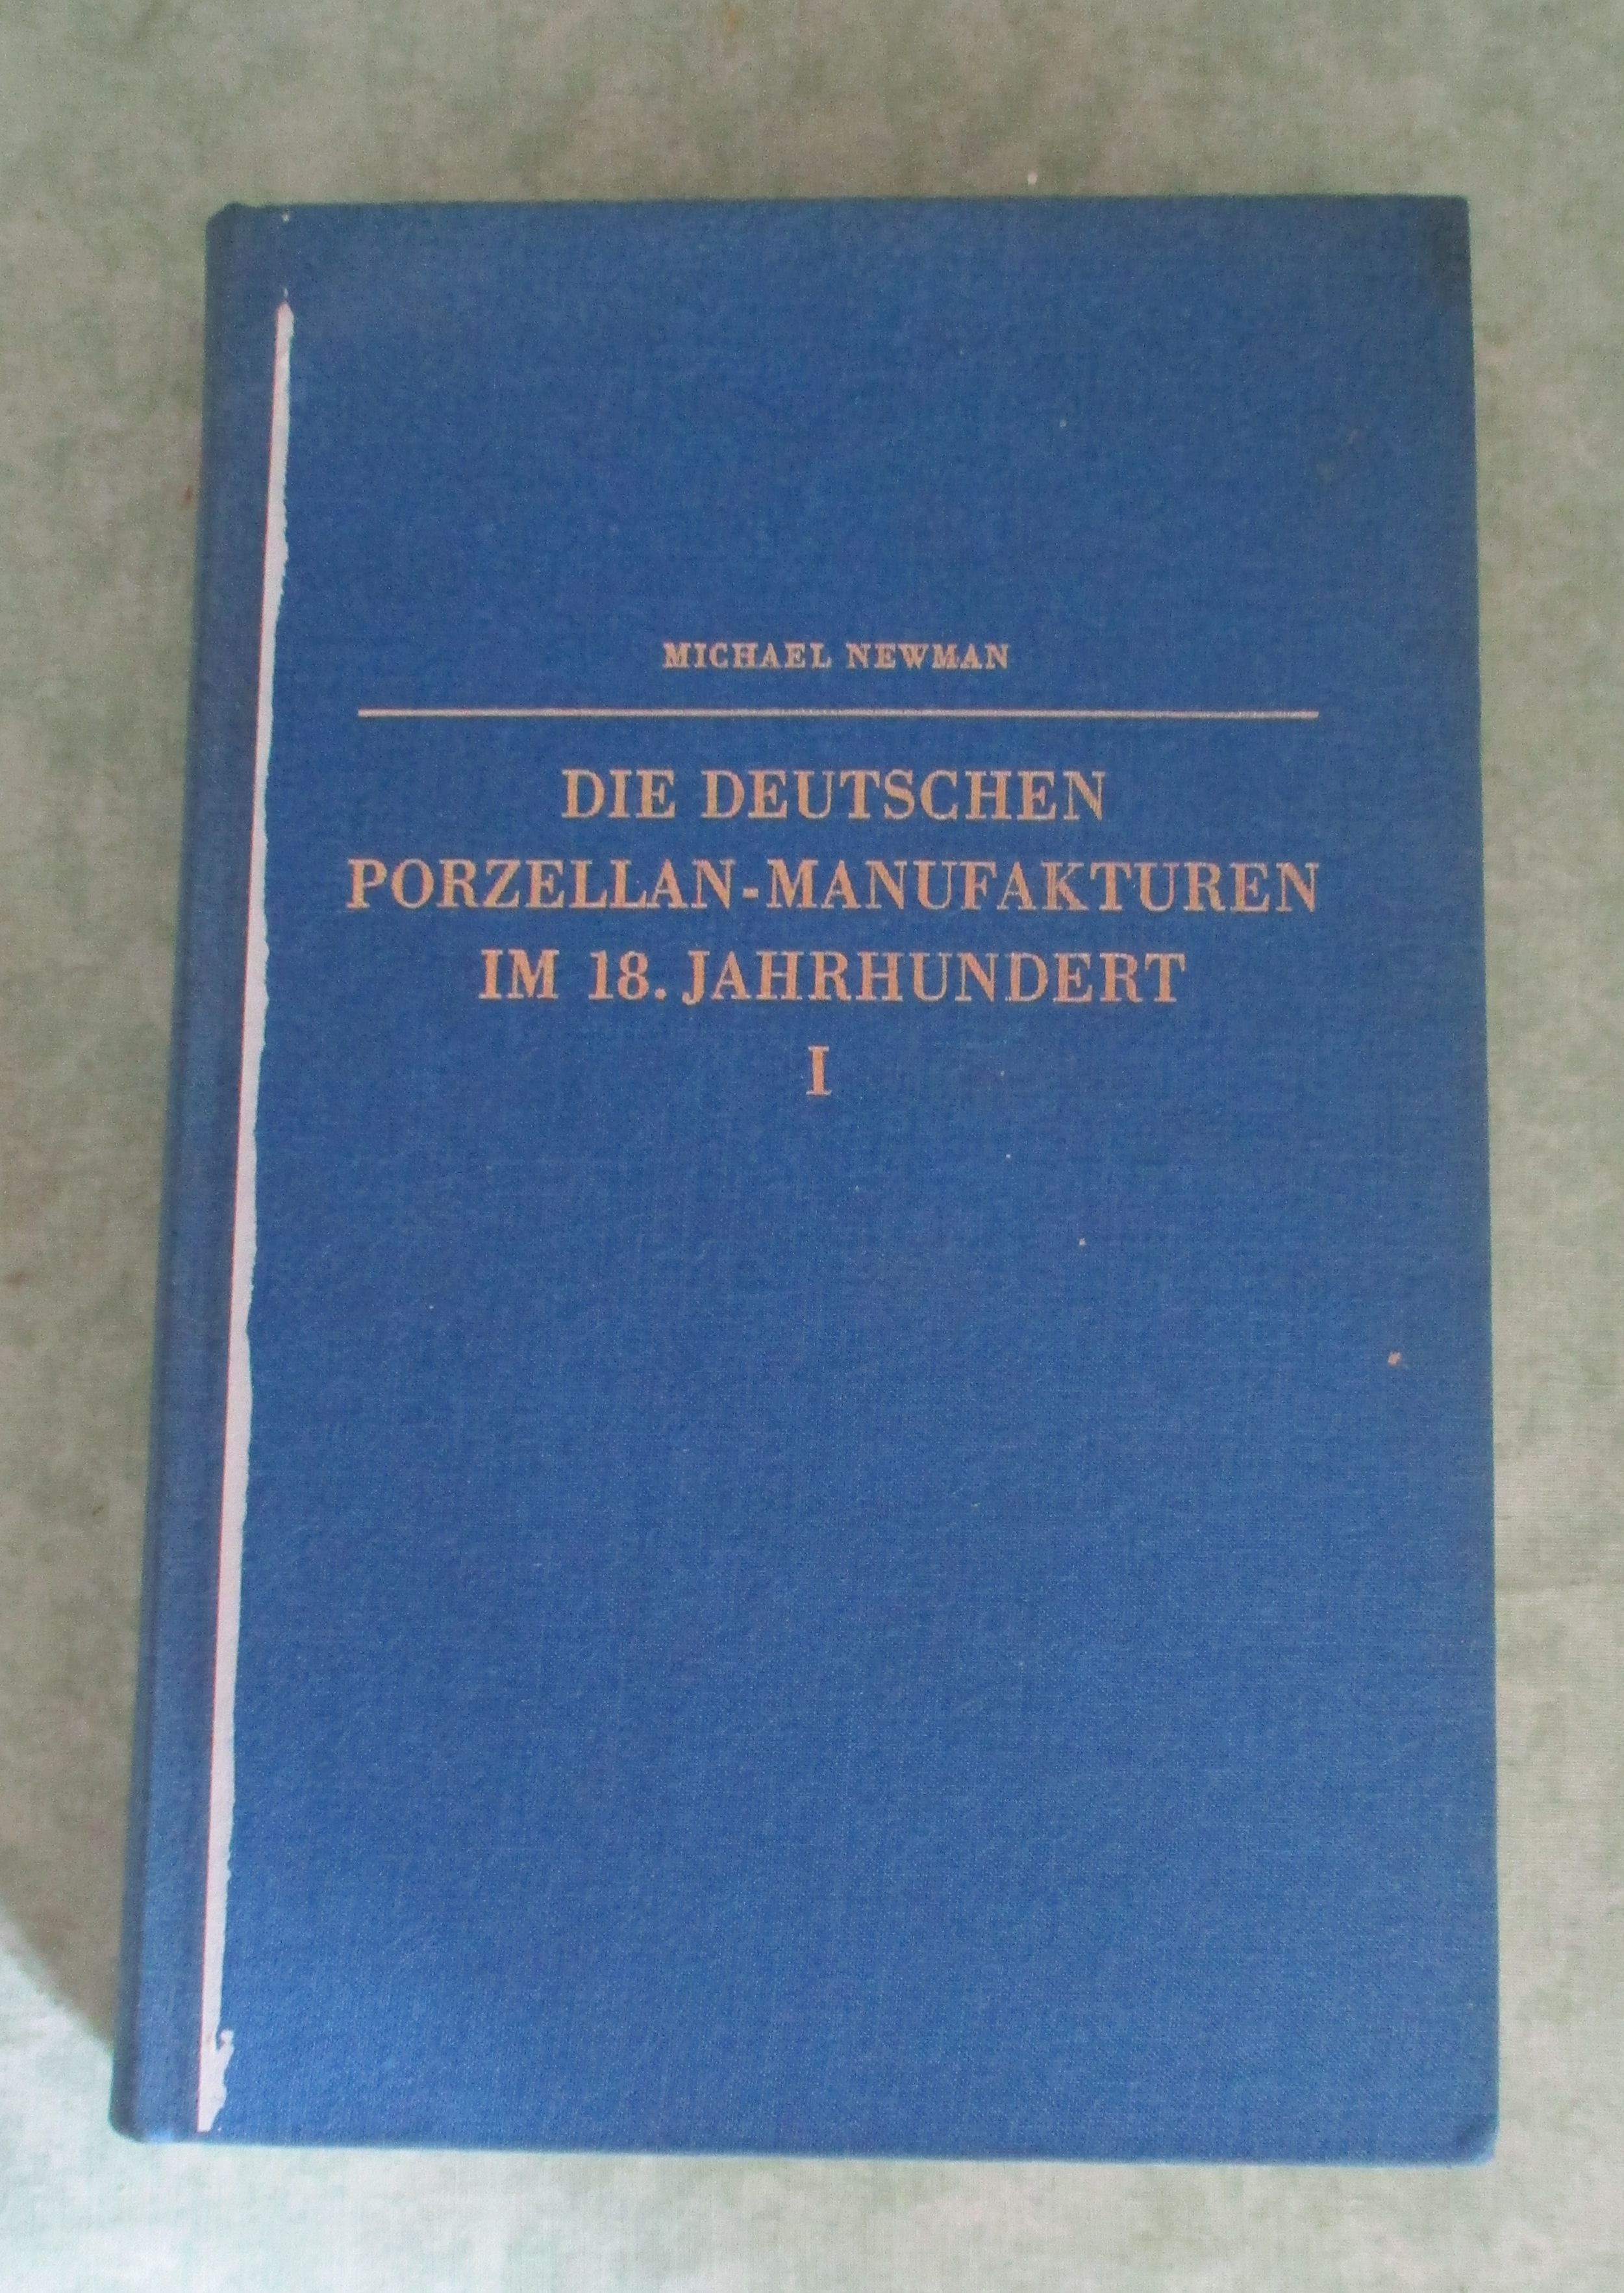 MICHAEL NEWMAN
DIE DEUTSCHEN
PORZELLAN-MANUFAKTUREN
IM 18. JAHRHUNDERT
I